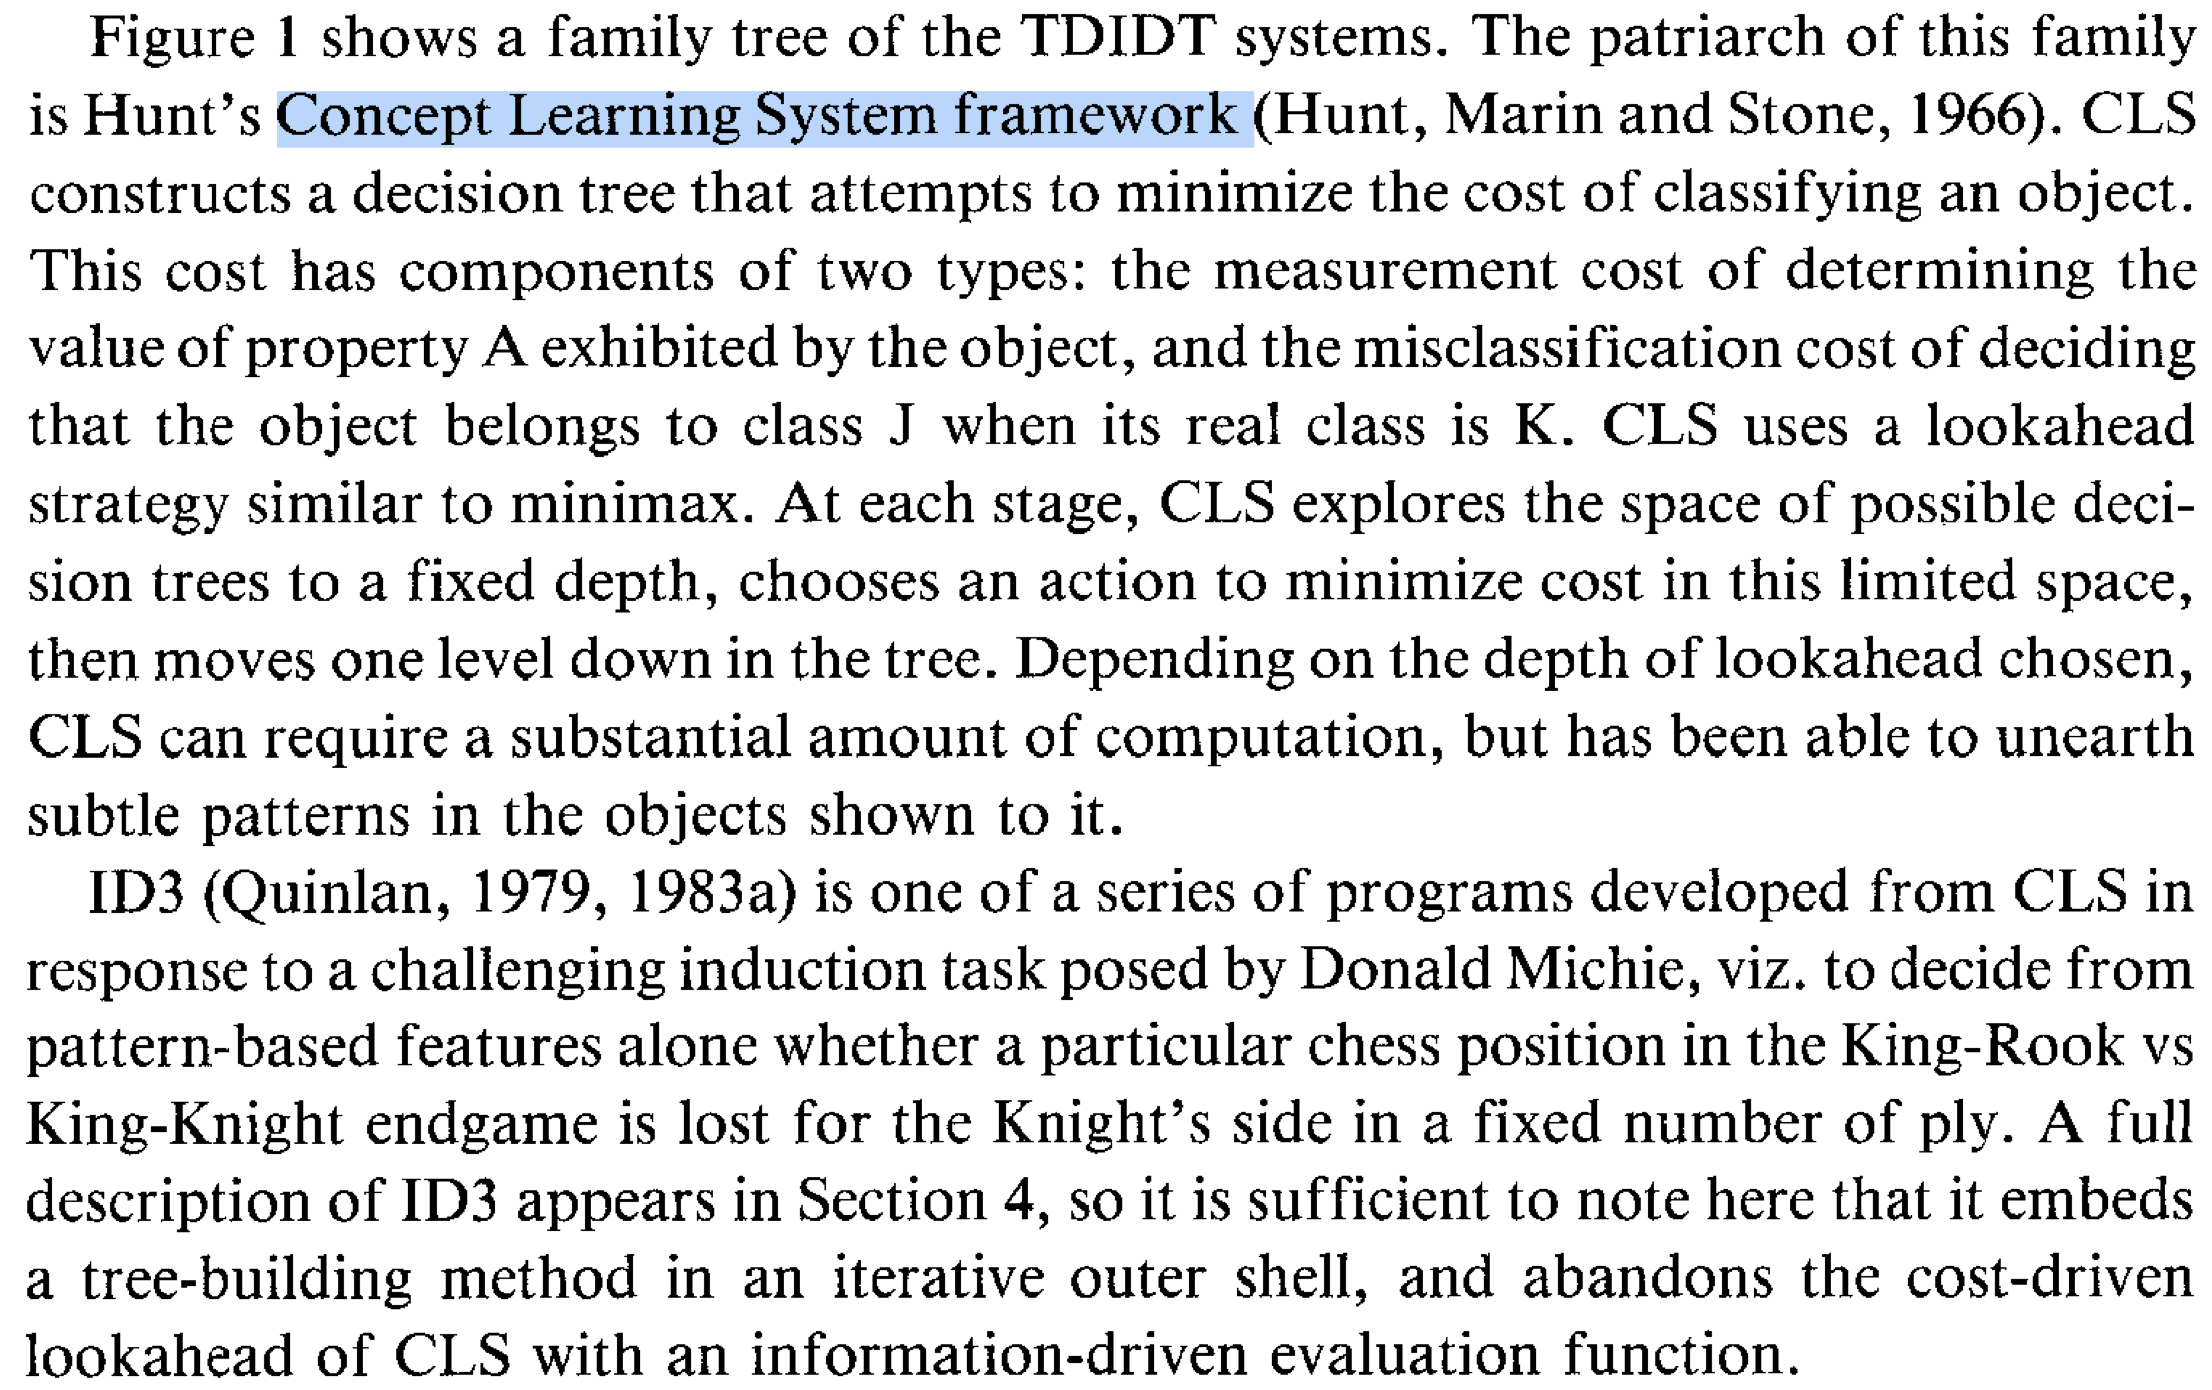 Figure 1 shows a family tree of the TDIDT systems. The patriarch of this family
is Hunt's Concept Learning System framework (Hunt, Marin and Stone, 1966). CLS
constructs a decision tree that attempts to minimize the cost of classifying an object.
This cost has components of two types: the measurement cost of determining the
value of property A exhibited by the object, and the misclassification cost of deciding
that the object belongs to class J when its real class is K. CLS uses a lookahead
strategy similar to minimax. At each stage, CLS explores the space of possible deci-
sion trees to a fixed depth, chooses an action to minimize cost in this limited space,
then moves one level down in the tree. Depending on the depth of lookahead chosen,
CLS can require a substantial amount of computation, but has been able to unearth
subtle patterns in the objects shown to it.
ID3 (Quinlan, 1979, 1983a) is one of a series of programs developed from CLS in
response to a challenging induction task posed by Donald Michie, viz. to decide from
pattern-based features alone whether a particular chess position in the King-Rook vs
King-Knight endgame is lost for the Knight's side in a fixed number of ply. A full
description of ID3 appears in Section 4, so it is sufficient to note here that it embeds
a tree-building method in an iterative outer shell, and abandons the cost-driven
lookahead of CLS with an information-driven evaluation function.